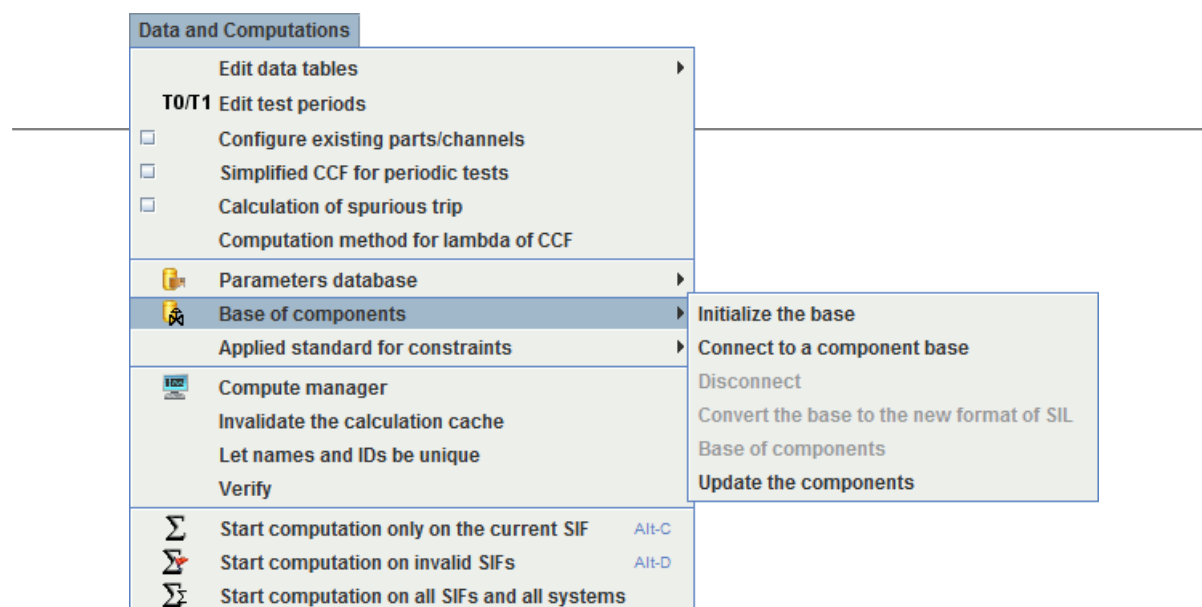 Data and Computations
Edit data tables
T0/T1 Edit test periods
Configure existing parts/channels
Simplified CCF for periodic tests
Calculation of spurious trip
Computation method for lambda of CCF
Parameters database
Base of components
Applied standard for constraints
Compute manager
Invalidate the calculation cache
Let names and IDs be unique
Verify
Start computation only on the current SIF Alt-C
Start computation on invalid SIFs Alt-D
Start computation on all SIFs and all systems
Initialize the base
Connect to a component base
Disconnect
Convert the base to the new format of SIL
Base of components
Update the components